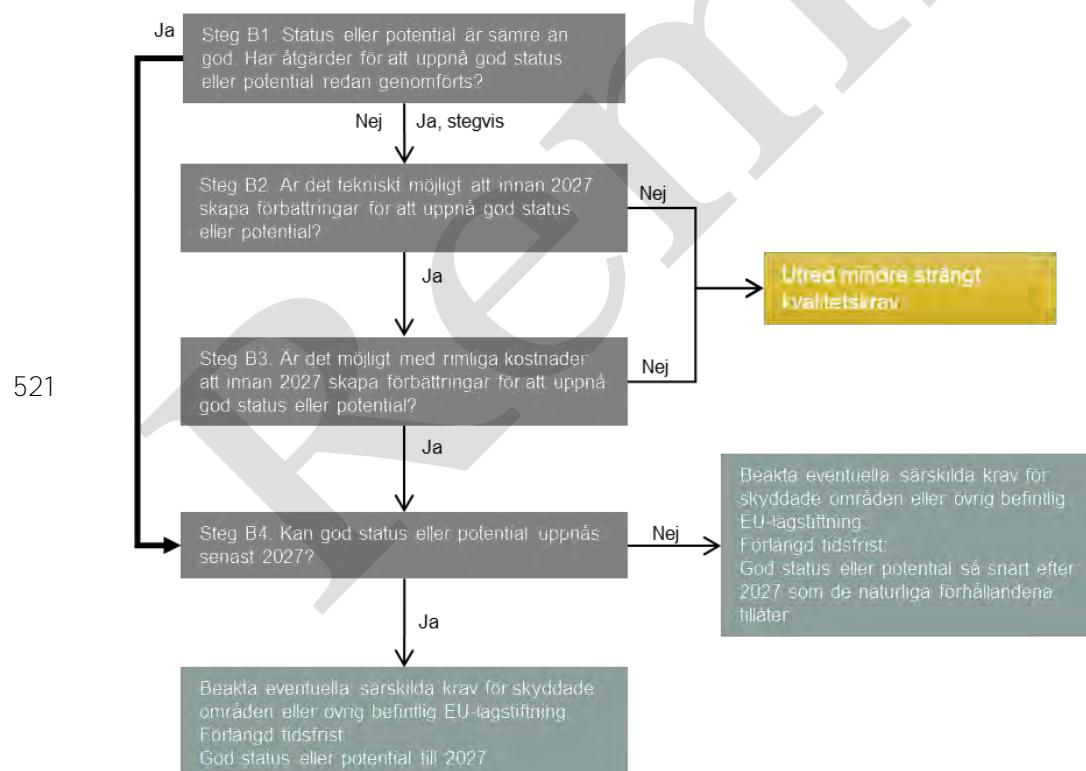 Ja
Steg B1. Status eller potential är sämre än
god. Har åtgärder för att uppnå god status
eller potential redan genomförts?
Nej
Ja, stegvis
Steg B2. Är det tekniskt möjligt att innan 2027
skapa förbättringar för att uppnå god status
eller potential?
Nej
Ja
Utred mindre strängt
kvalitetskrav
Steg B3. Är det möjligt med rimliga kostnader
att innan 2027 skapa förbättringar för att uppnå
god status eller potential?
Nej
521
Ja
Steg B4. Kan god status eller potential uppnås
senast 2027?
Nej
Beakta eventuella särskilda krav för
skyddade områden eller övrig befintlig
EU-lagstiftning.
Förlängd tidsfrist:
God status eller potential så snart efter
2027 som de naturliga förhållandena
tillåter
Ja
Beakta eventuella särskilda krav för skyddade
områden eller övrig befintlig EU-lagstiftning.
Förlängd tidsfrist:
God status eller potential till 2027
Rem